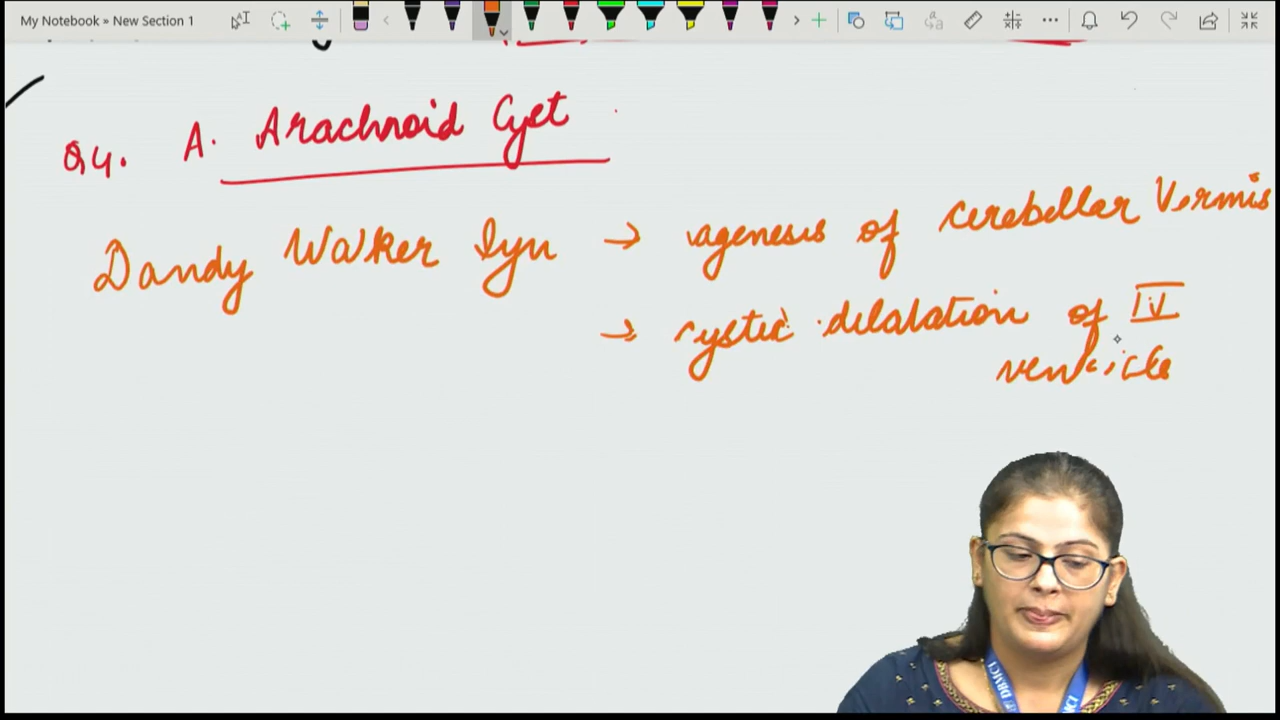 My Notebook » New Section 1
Q4. A. Arachnoid Cyst
Dandy Walker Syn → agenesis of cerebellar Vermis
→ cystic dilatation of IV
ventricle
DBMCI